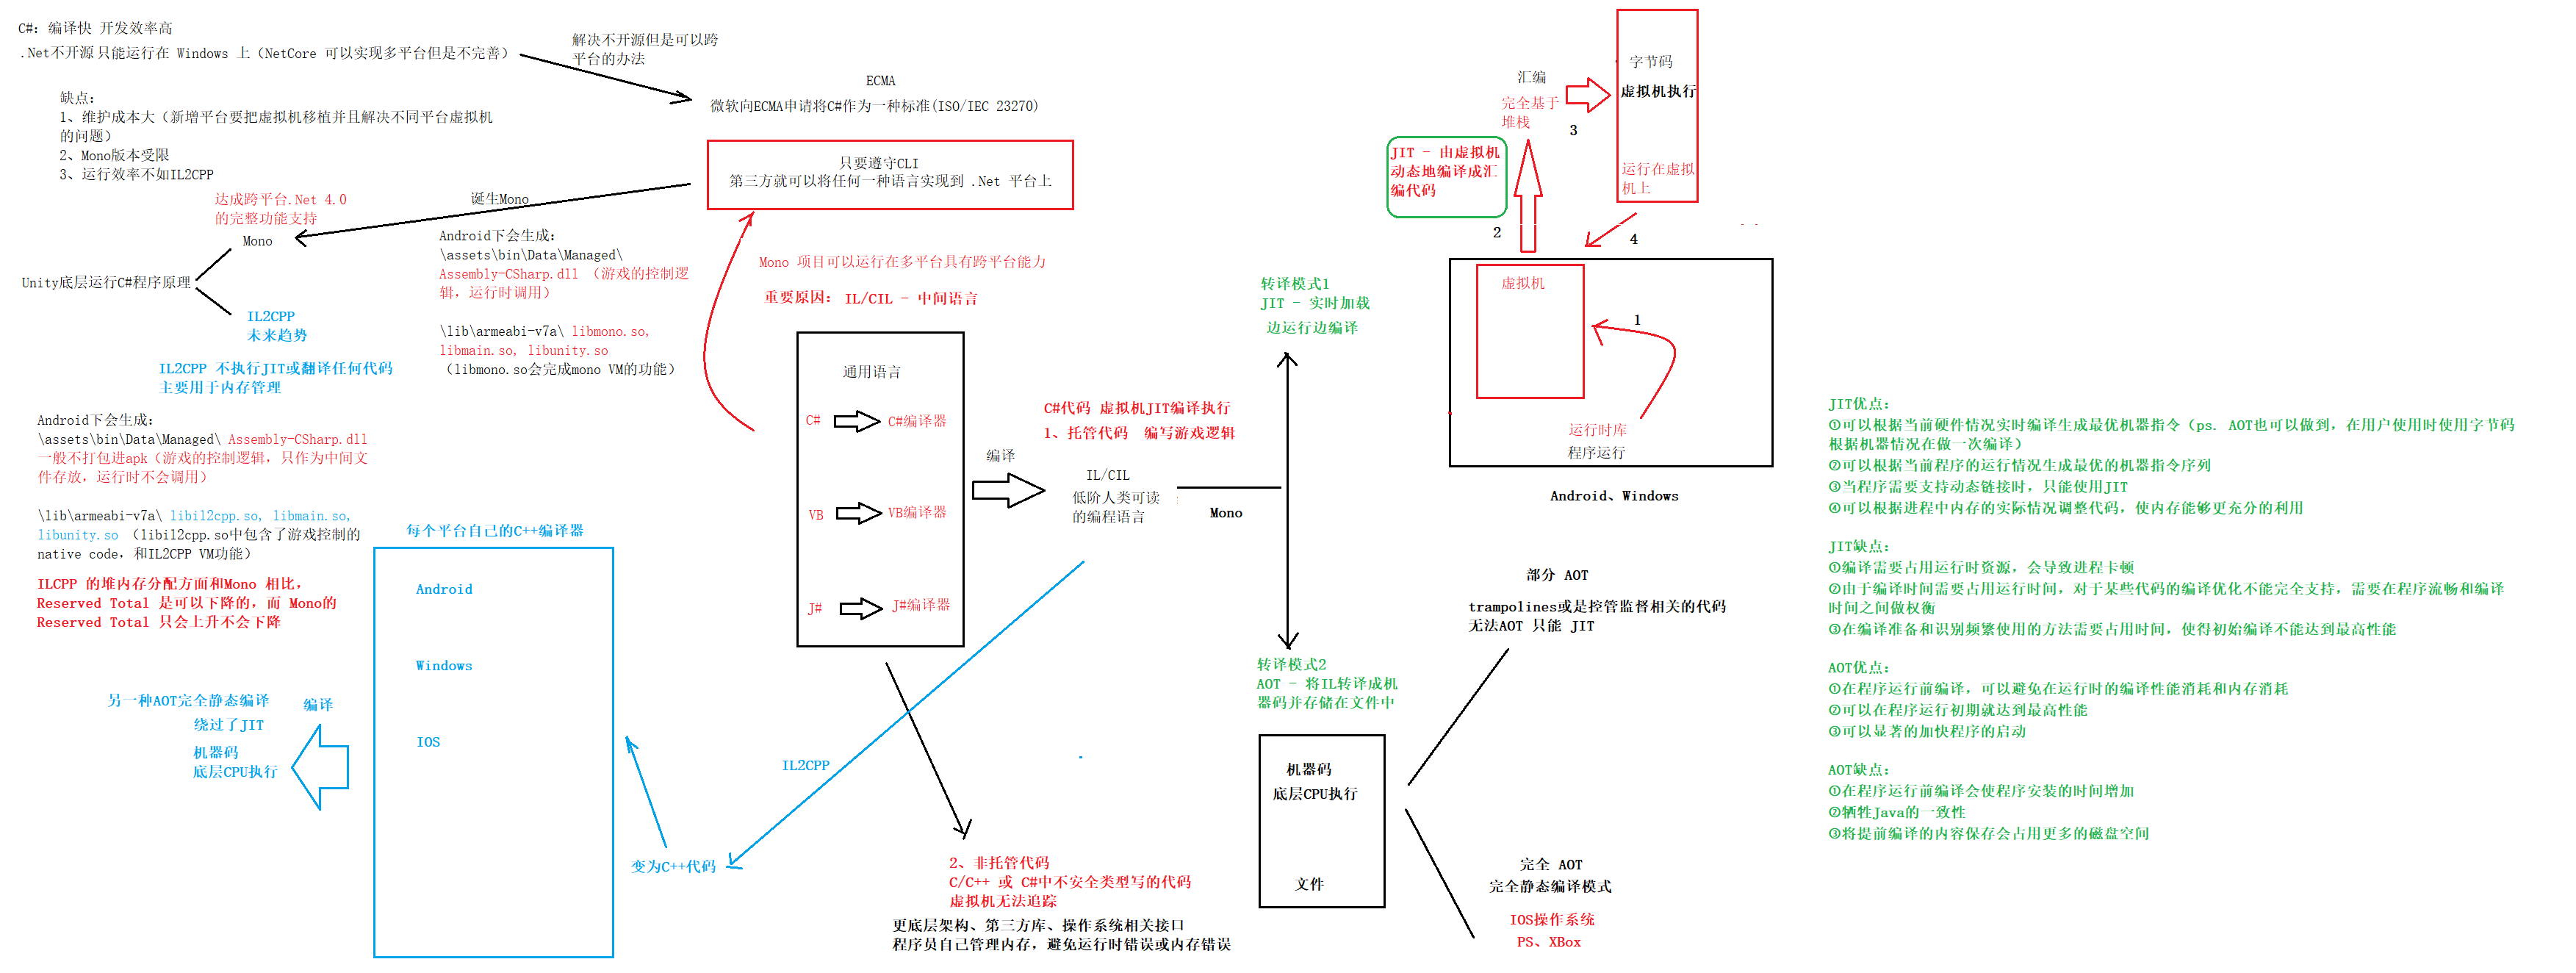 C#: 编译快 开发效率高
.Net不开源 只能运行在 Windows 上（NetCore 可以实现多平台但是不完善）
解决不开源但是可以跨
平台的办法
ECMA
微软向ECMA申请将C#作为一种标准(ISO/IEC 23270)
缺点:
1、维护成本大（新增平台要把虚拟机移植并且解决不同平台虚拟机
的问题）
2、Mono版本受限
3、运行效率不如IL2CPP
只要遵守CLI
第三方就可以将任何一种语言实现到 .Net 平台上
诞生Mono
达成跨平台.Net 4.0
的完整功能支持
Mono
Unity底层运行C#程序原理
IL2CPP
未来趋势
IL2CPP 不执行JIT或翻译任何代码
主要用于内存管理
Android下会生成:
\assets\bin\Data\Managed\
Assembly-CSharp.dll （游戏的控制逻
辑, 运行时调用）
\lib\armeabi-v7a\ libmono.so,
libmain.so, libunity.so
（libmono.so会完成mono VM的功能）
Android下会生成:
\assets\bin\Data\Managed\ Assembly-CSharp.dll
一般不打包进apk（游戏的控制逻辑, 只作为中间文
件存放, 运行时不会调用）
\lib\armeabi-v7a\ libil2cpp.so, libmain.so,
libunity.so （libil2cpp.so中包含了游戏控制的
native code, 和IL2CPP VM功能）
ILCPP 的堆内存分配方面和Mono 相比,
Reserved Total 是可以下降的, 而 Mono的
Reserved Total 只会上升不会下降
每个平台自己的C++编译器
Android
Windows
IOS
另一种AOT完全静态编译
绕过了JIT
编译
机器码
底层CPU执行
变为C++代码
IL2CPP
Mono 项目可以运行在多平台具有跨平台能力
重要原因: IL/CIL - 中间语言
通用语言
C#
C#编译器
VB
VB编译器
J#
J#编译器
编译
C#代码 虚拟机JIT编译执行
1、托管代码 编写游戏逻辑
IL/CIL
低阶人类可读
的编程语言
Mono
2、非托管代码
C/C++ 或 C#中不安全类型写的代码
虚拟机无法追踪
更底层架构、第三方库、操作系统相关接口
程序员自己管理内存, 避免运行时错误或内存错误
转译模式1
JIT - 实时加载
边运行边编译
转译模式2
AOT - 将IL转译成机
器码并存储在文件中
机器码
底层CPU执行
文件
JIT - 由虚拟机
动态地编译成汇
编代码
汇编
完全基于
堆栈
3
字节码
虚拟机执行
运行在虚拟
机上
2
4
虚拟机
1
运行时库
程序运行
Android、Windows
部分 AOT
trampolines或是控管监督相关的代码
无法AOT 只能 JIT
完全 AOT
完全静态编译模式
IOS操作系统
PS、XBox
JIT优点:
①可以根据当前硬件情况实时编译生成最优机器指令（ps. AOT也可以做到, 在用户使用时使用字节码
根据机器情况在做一次编译）
②可以根据当前程序的运行情况生成最优的机器指令序列
③当程序需要支持动态链接时, 只能使用JIT
④可以根据进程中内存的实际情况调整代码, 使内存能够更充分的利用
JIT缺点:
①编译需要占用运行时资源, 会导致进程卡顿
②由于编译时间需要占用运行时间, 对于某些代码的编译优化不能完全支持, 需要在程序流畅和编译
时间之间做权衡
③在编译准备和识别频繁使用的方法需要占用时间, 使得初始编译不能达到最高性能
AOT优点:
①在程序运行前编译, 可以避免在运行时的编译性能消耗和内存消耗
②可以在程序运行初期就达到最高性能
③可以显著的加快程序的启动
AOT缺点:
①在程序运行前编译会使程序安装的时间增加
②牺牲Java的一致性
③将提前编译的内容保存会占用更多的磁盘空间